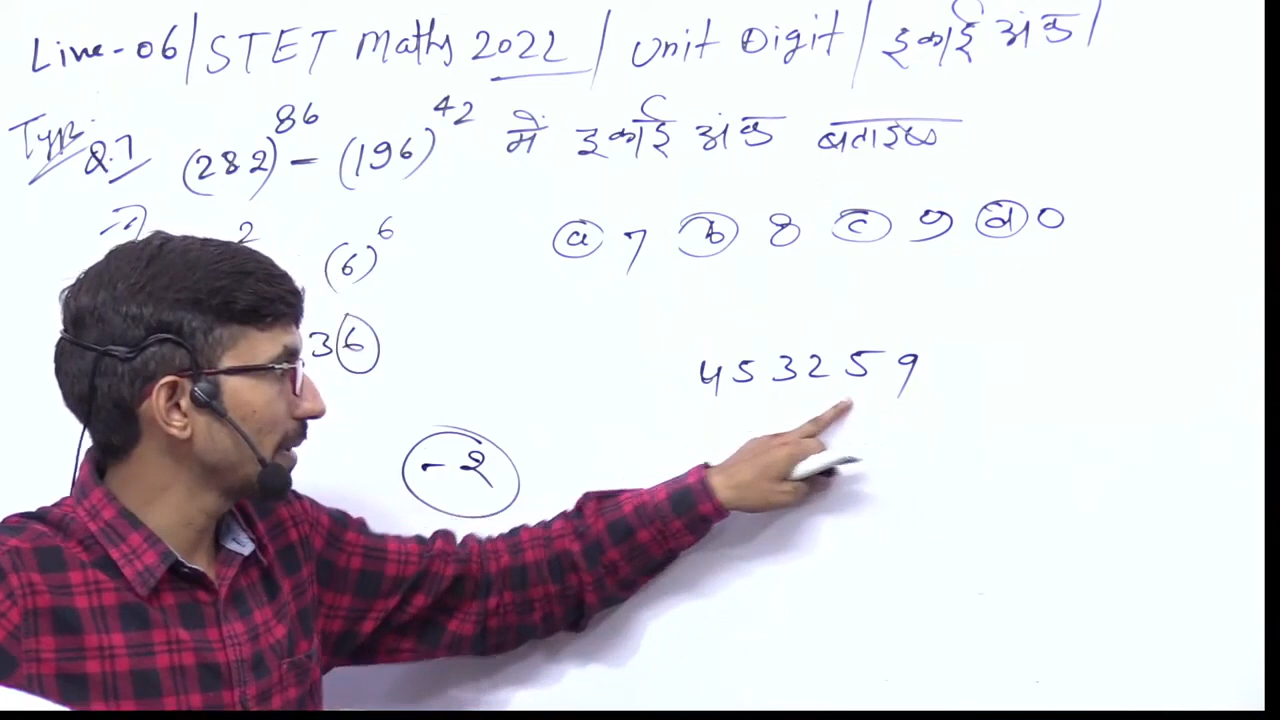 Live-06/STET Maths 2022/Unit Digit/इकाई अंक/
Type:
Q.7 (282)^86 - (196)^42 में इकाई अंक बताइए
(a) 7 (b) 8 (c) 9 (d) 0
2 (6)^6
36
453259
-2